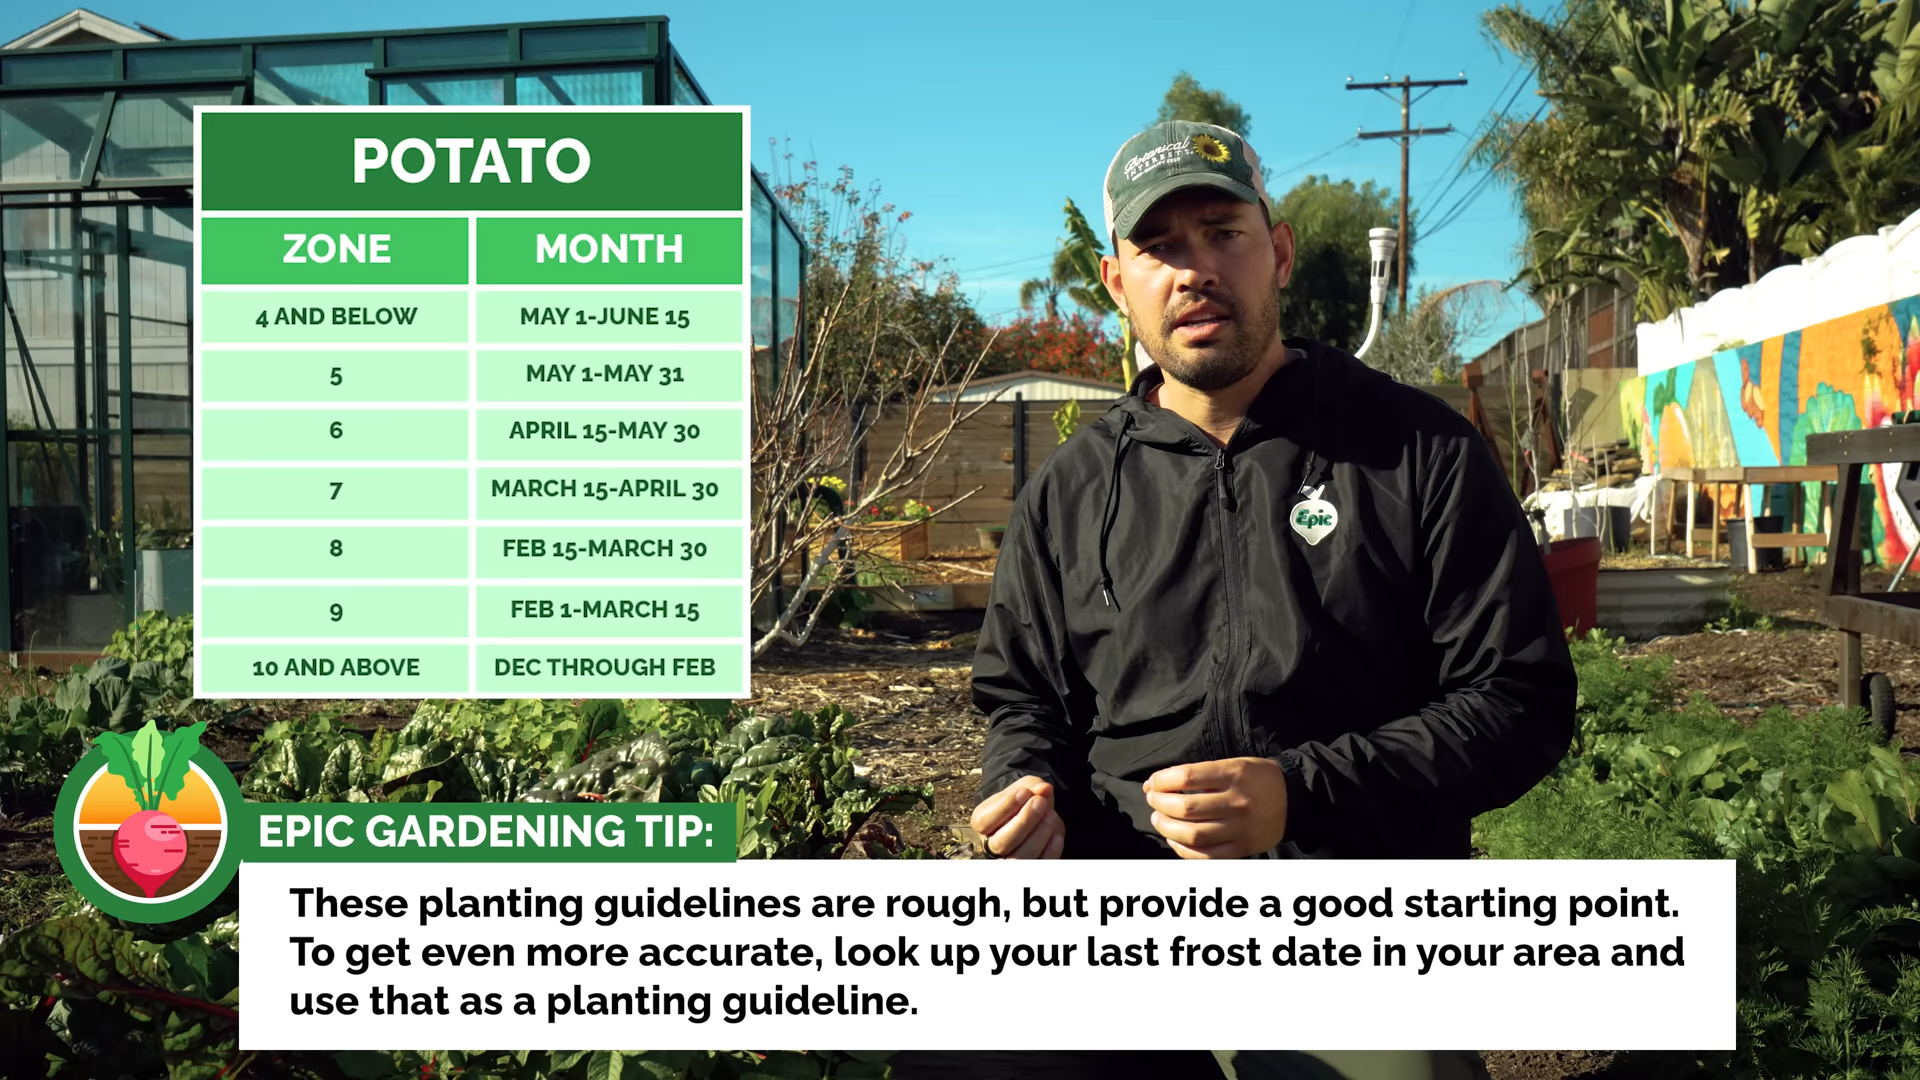 POTATO
ZONE MONTH
4 AND BELOW MAY 1-JUNE 15
5 MAY 1-MAY 31
6 APRIL 15-MAY 30
7 MARCH 15-APRIL 30
8 FEB 15-MARCH 30
9 FEB 1-MARCH 15
10 AND ABOVE DEC THROUGH FEB
Botanical
INTERESTS
Epic
EPIC GARDENING TIP:
These planting guidelines are rough, but provide a good starting point.
To get even more accurate, look up your last frost date in your area and
use that as a planting guideline.